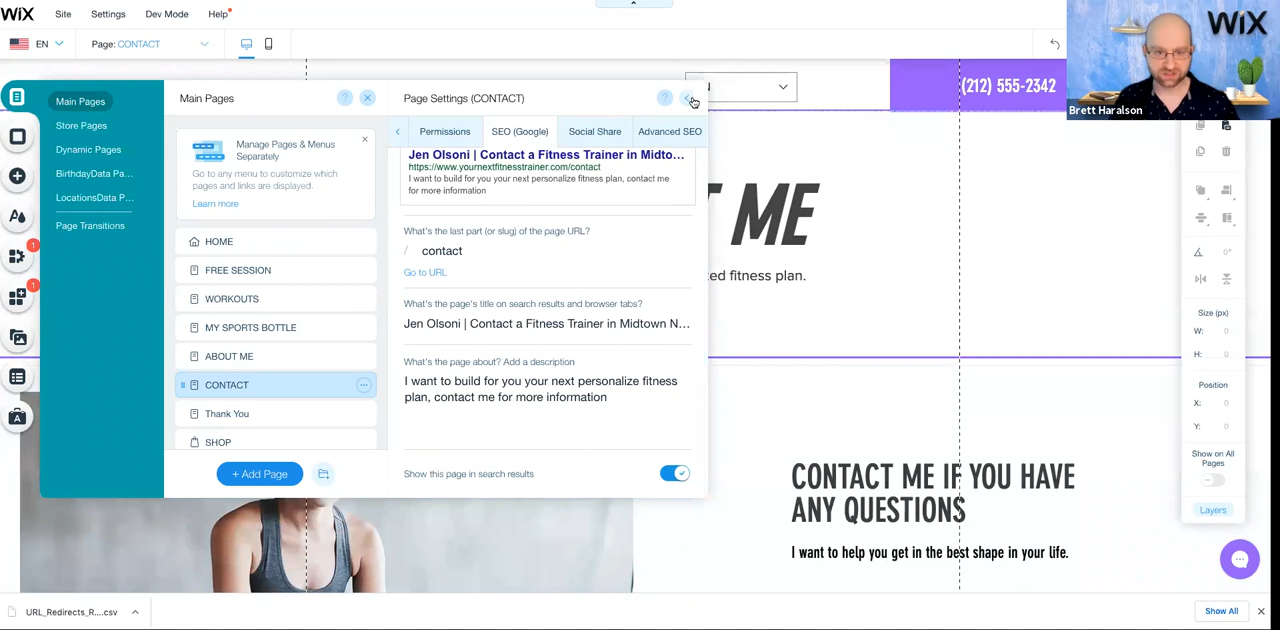 WiX Site Settings Dev Mode Help
WiX
EN Page: CONTACT
(212) 555-2342
Brett Haralson
Main Pages
Store Pages
Dynamic Pages
BirthdayData Pa...
LocationsData P...
Page Transitions
Main Pages ?
Manage Pages & Menus
Separately
Go to any menu to customize which
pages and links are displayed.
Learn more
HOME
FREE SESSION
WORKOUTS
MY SPORTS BOTTLE
ABOUT ME
CONTACT
Thank You
SHOP
+ Add Page
Page Settings (CONTACT) ?
Permissions SEO (Google) Social Share Advanced SEO
Jen Olsoni | Contact a Fitness Trainer in Midto...
https://www.yournextfitnesstrainer.com/contact
I want to build for you your next personalize fitness plan, contact me
for more information
What's the last part (or slug) of the page URL?
/ contact
Go to URL
What's the page's title on search results and browser tabs?
Jen Olsoni | Contact a Fitness Trainer in Midtown N...
What's the page about? Add a description
I want to build for you your next personalize fitness
plan, contact me for more information
Show this page in search results
1
1
ME
ed fitness plan.
CONTACT ME IF YOU HAVE
ANY QUESTIONS
I want to help you get in the best shape in your life.
0°
Size (px)
W: 0
H: 0
Position
X: 0
Y: 0
Show on All
Pages
Layers
URL_Redirects_R....csv
Show All